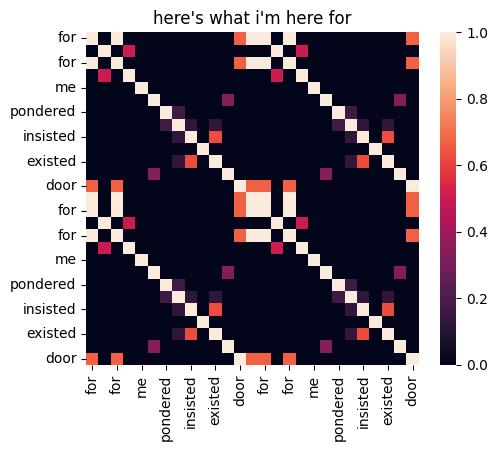 here's what i'm here for
for
for
me
pondered
insisted
existed
door
for
for
me
pondered
insisted
existed
door
1.0
0.8
0.6
0.4
0.2
0.0
for
for
me
pondered
insisted
existed
door
for
for
me
pondered
insisted
existed
door